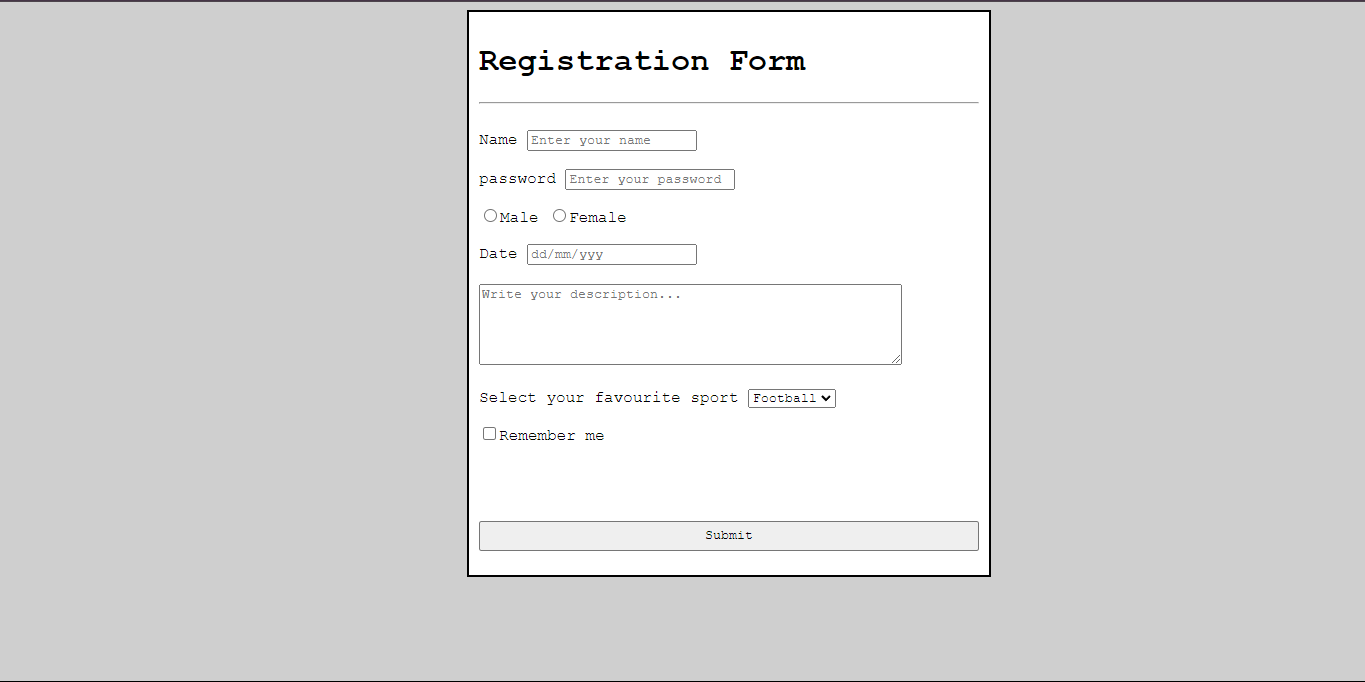 Registration Form
Name Enter your name
password Enter your password
Male Female
Date dd/mm/yyy
Write your description...
Select your favourite sport Football
Remember me
Submit